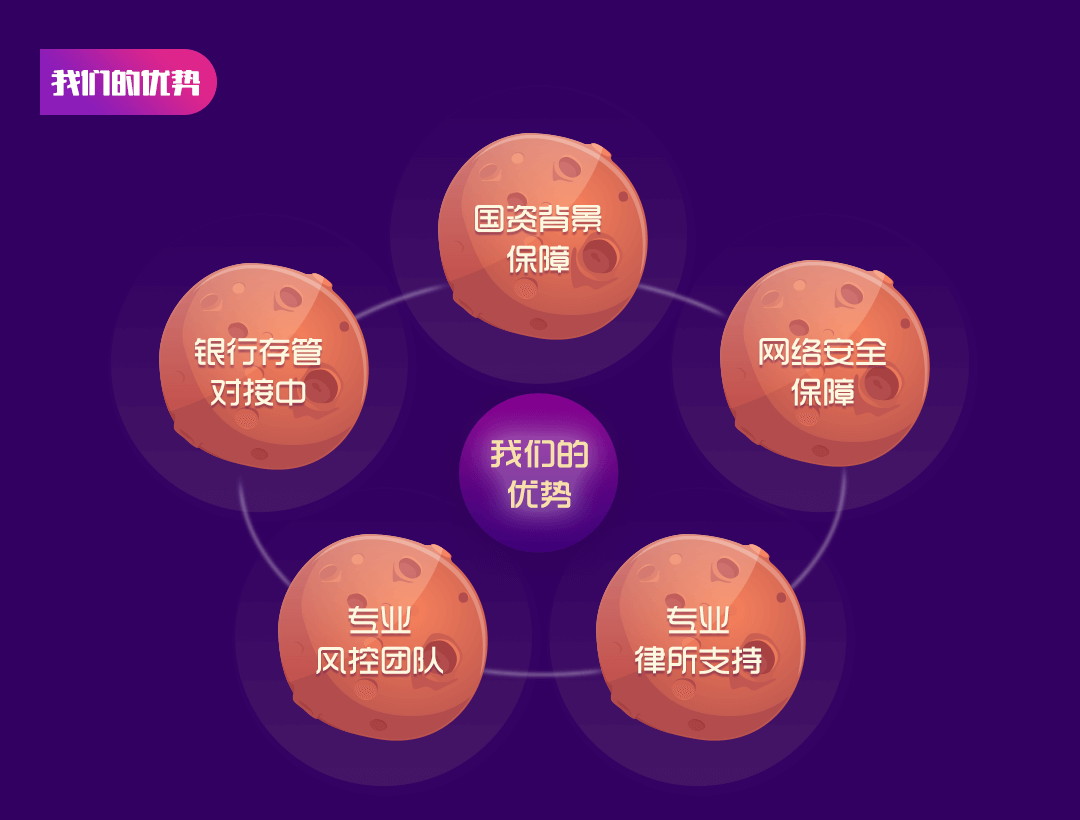 我们的优势
国资背景
保障
银行存管
对接中
网络安全
保障
我们的
优势
专业
风控团队
专业
律所支持